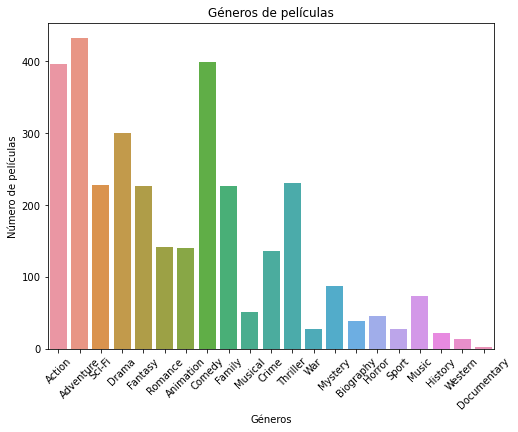 Géneros de películas
Número de películas
400
300
200
100
0
Action
Adventure
Sci-Fi
Drama
Fantasy
Romance
Animation
Comedy
Family
Musical
Crime
Thriller
War
Mystery
Biography
Horror
Sport
Music
History
Western
Documentary
Géneros